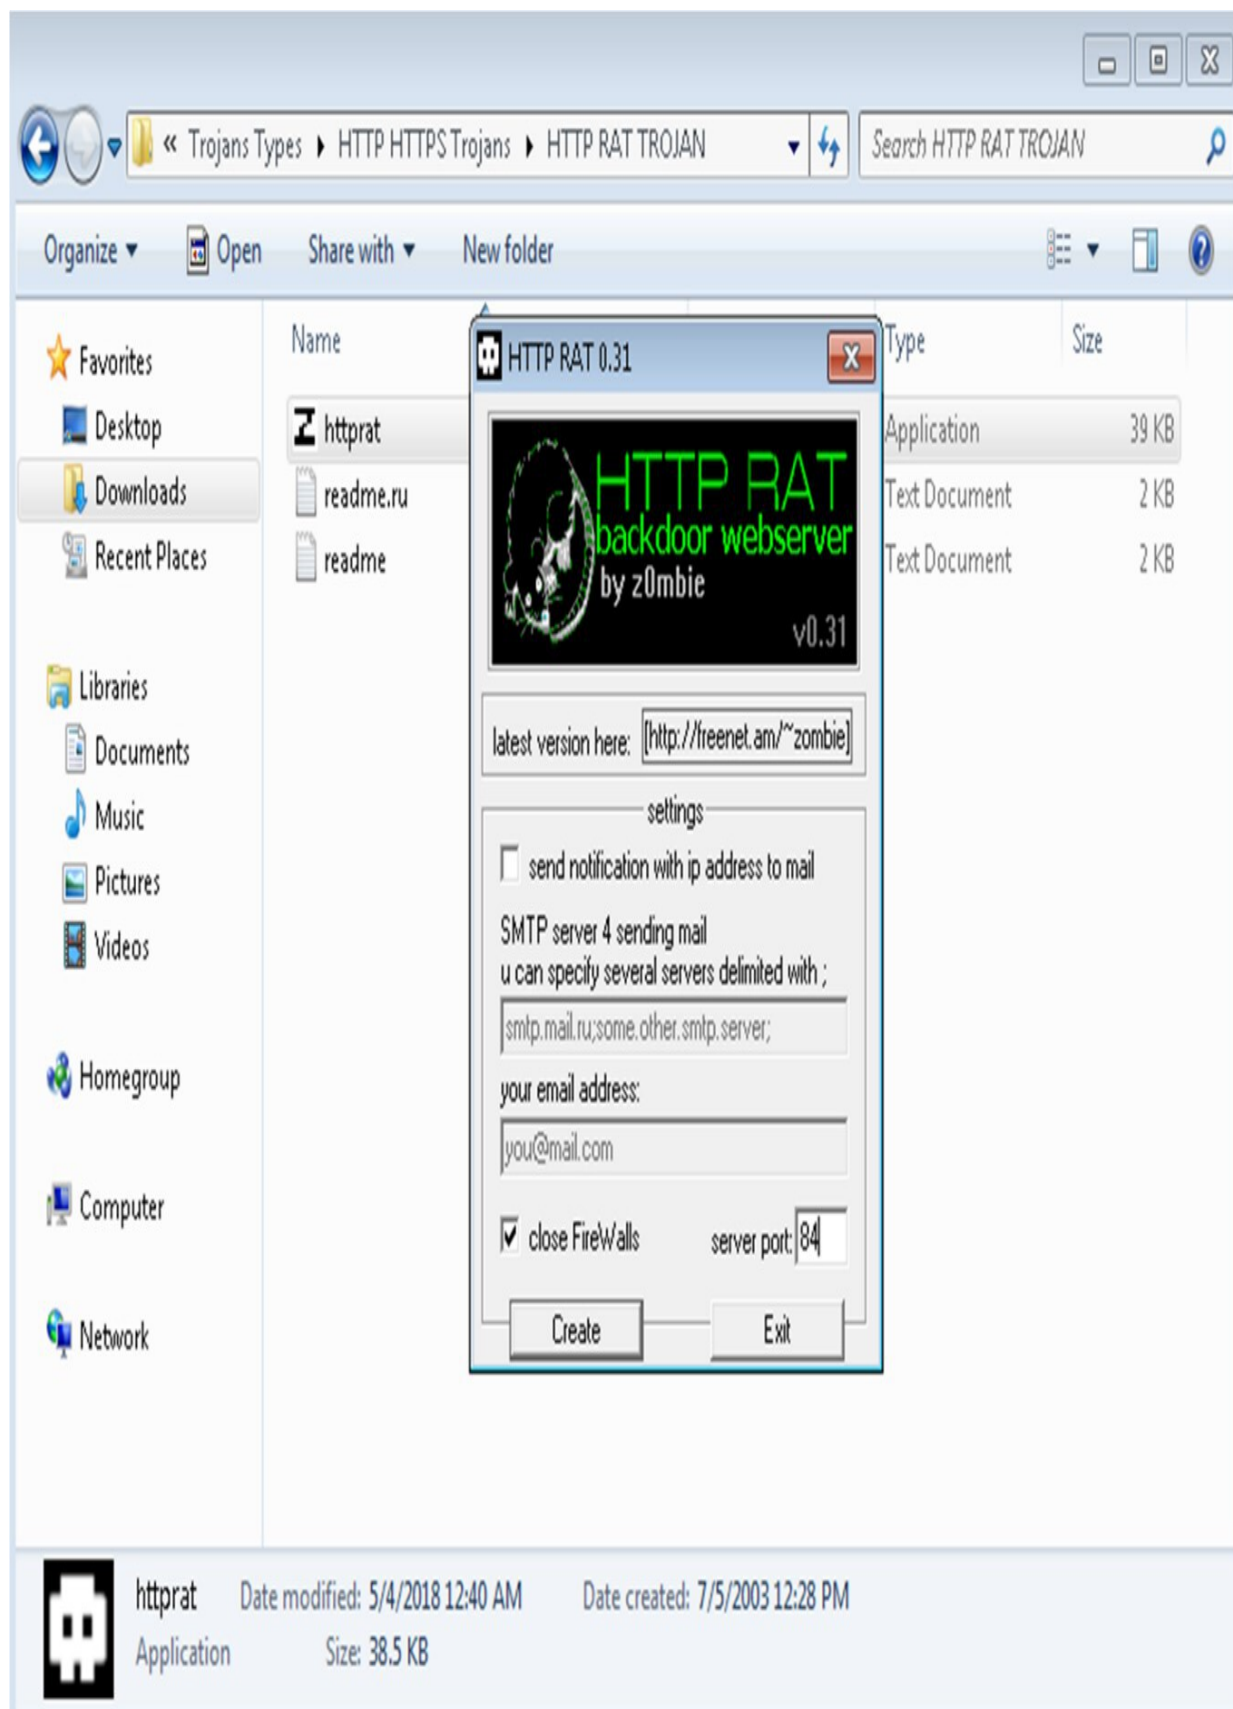 « Trojans Types ▸ HTTP HTTPS Trojans ▸ HTTP RAT TROJAN
Search HTTP RAT TROJAN
Organize ▾ Open Share with ▾ New folder
Favorites
Desktop
Downloads
Recent Places
Libraries
Documents
Music
Pictures
Videos
Homegroup
Computer
Network
Name Type Size
httprat Application 39 KB
readme.ru Text Document 2 KB
readme Text Document 2 KB
HTTP RAT 0.31
HTTP RAT
backdoor webserver
by z0mbie
v0.31
latest version here: [http://freenet.am/~zombie]
settings
send notification with ip address to mail
SMTP server 4 sending mail
u can specify several servers delimited with ;
smtp.mail.ru;some.other.smtp.server;
your email address:
you@mail.com
close FireWalls server port: 84
Create Exit
httprat Date modified: 5/4/2018 12:40 AM Date created: 7/5/2003 12:28 PM
Application Size: 38.5 KB